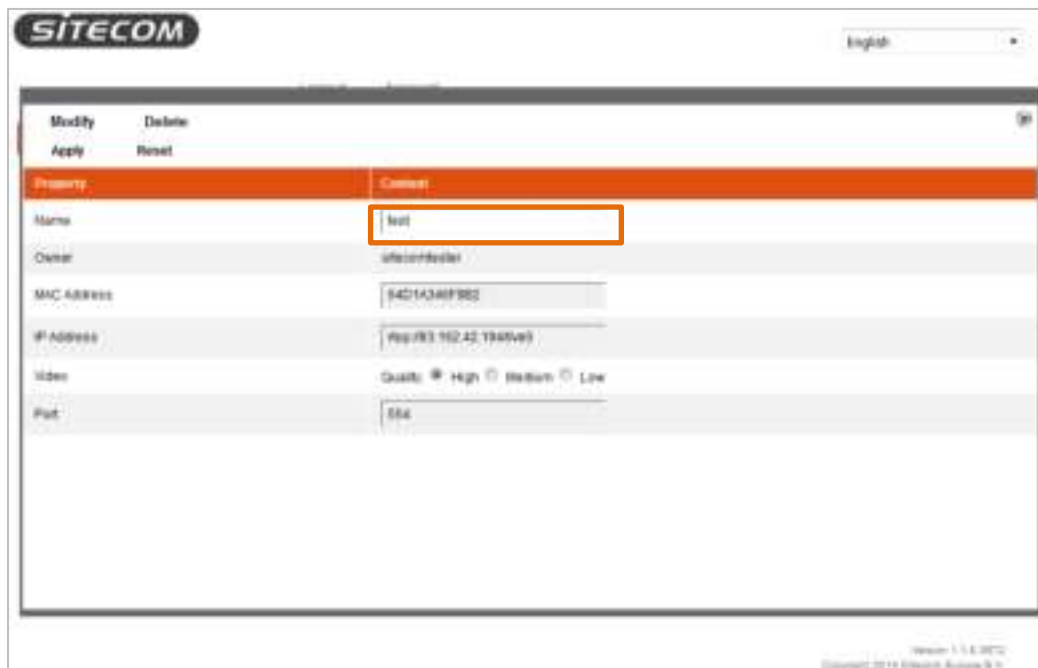 SITECOM
English
Modify Delete
Apply Reset
Property Content
Name test
Owner sitecomtester
MAC Address
IP Address
Video Quality High Medium Low
Port 554